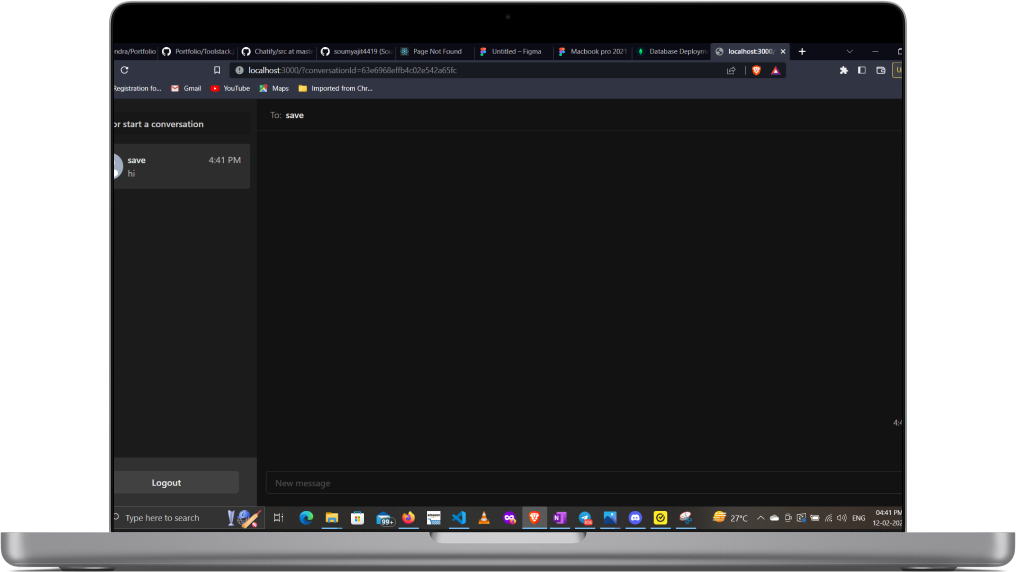 ndra/Portfolio Portfolio/Toolstack. Chatify/src at mast soumyajit4419 (Sou Page Not Found Untitled – Figma Macbook pro 2021 Database Deploym localhost:3000/
localhost:3000/?conversationId=63e6968effb4c02e542a65fc
Registration fo... Gmail YouTube Maps Imported from Chr...
or start a conversation
To: save
save 4:41 PM
hi
4:4
Logout
New message
Type here to search
99+
27°C
ENG
04:41 PM
12-02-202